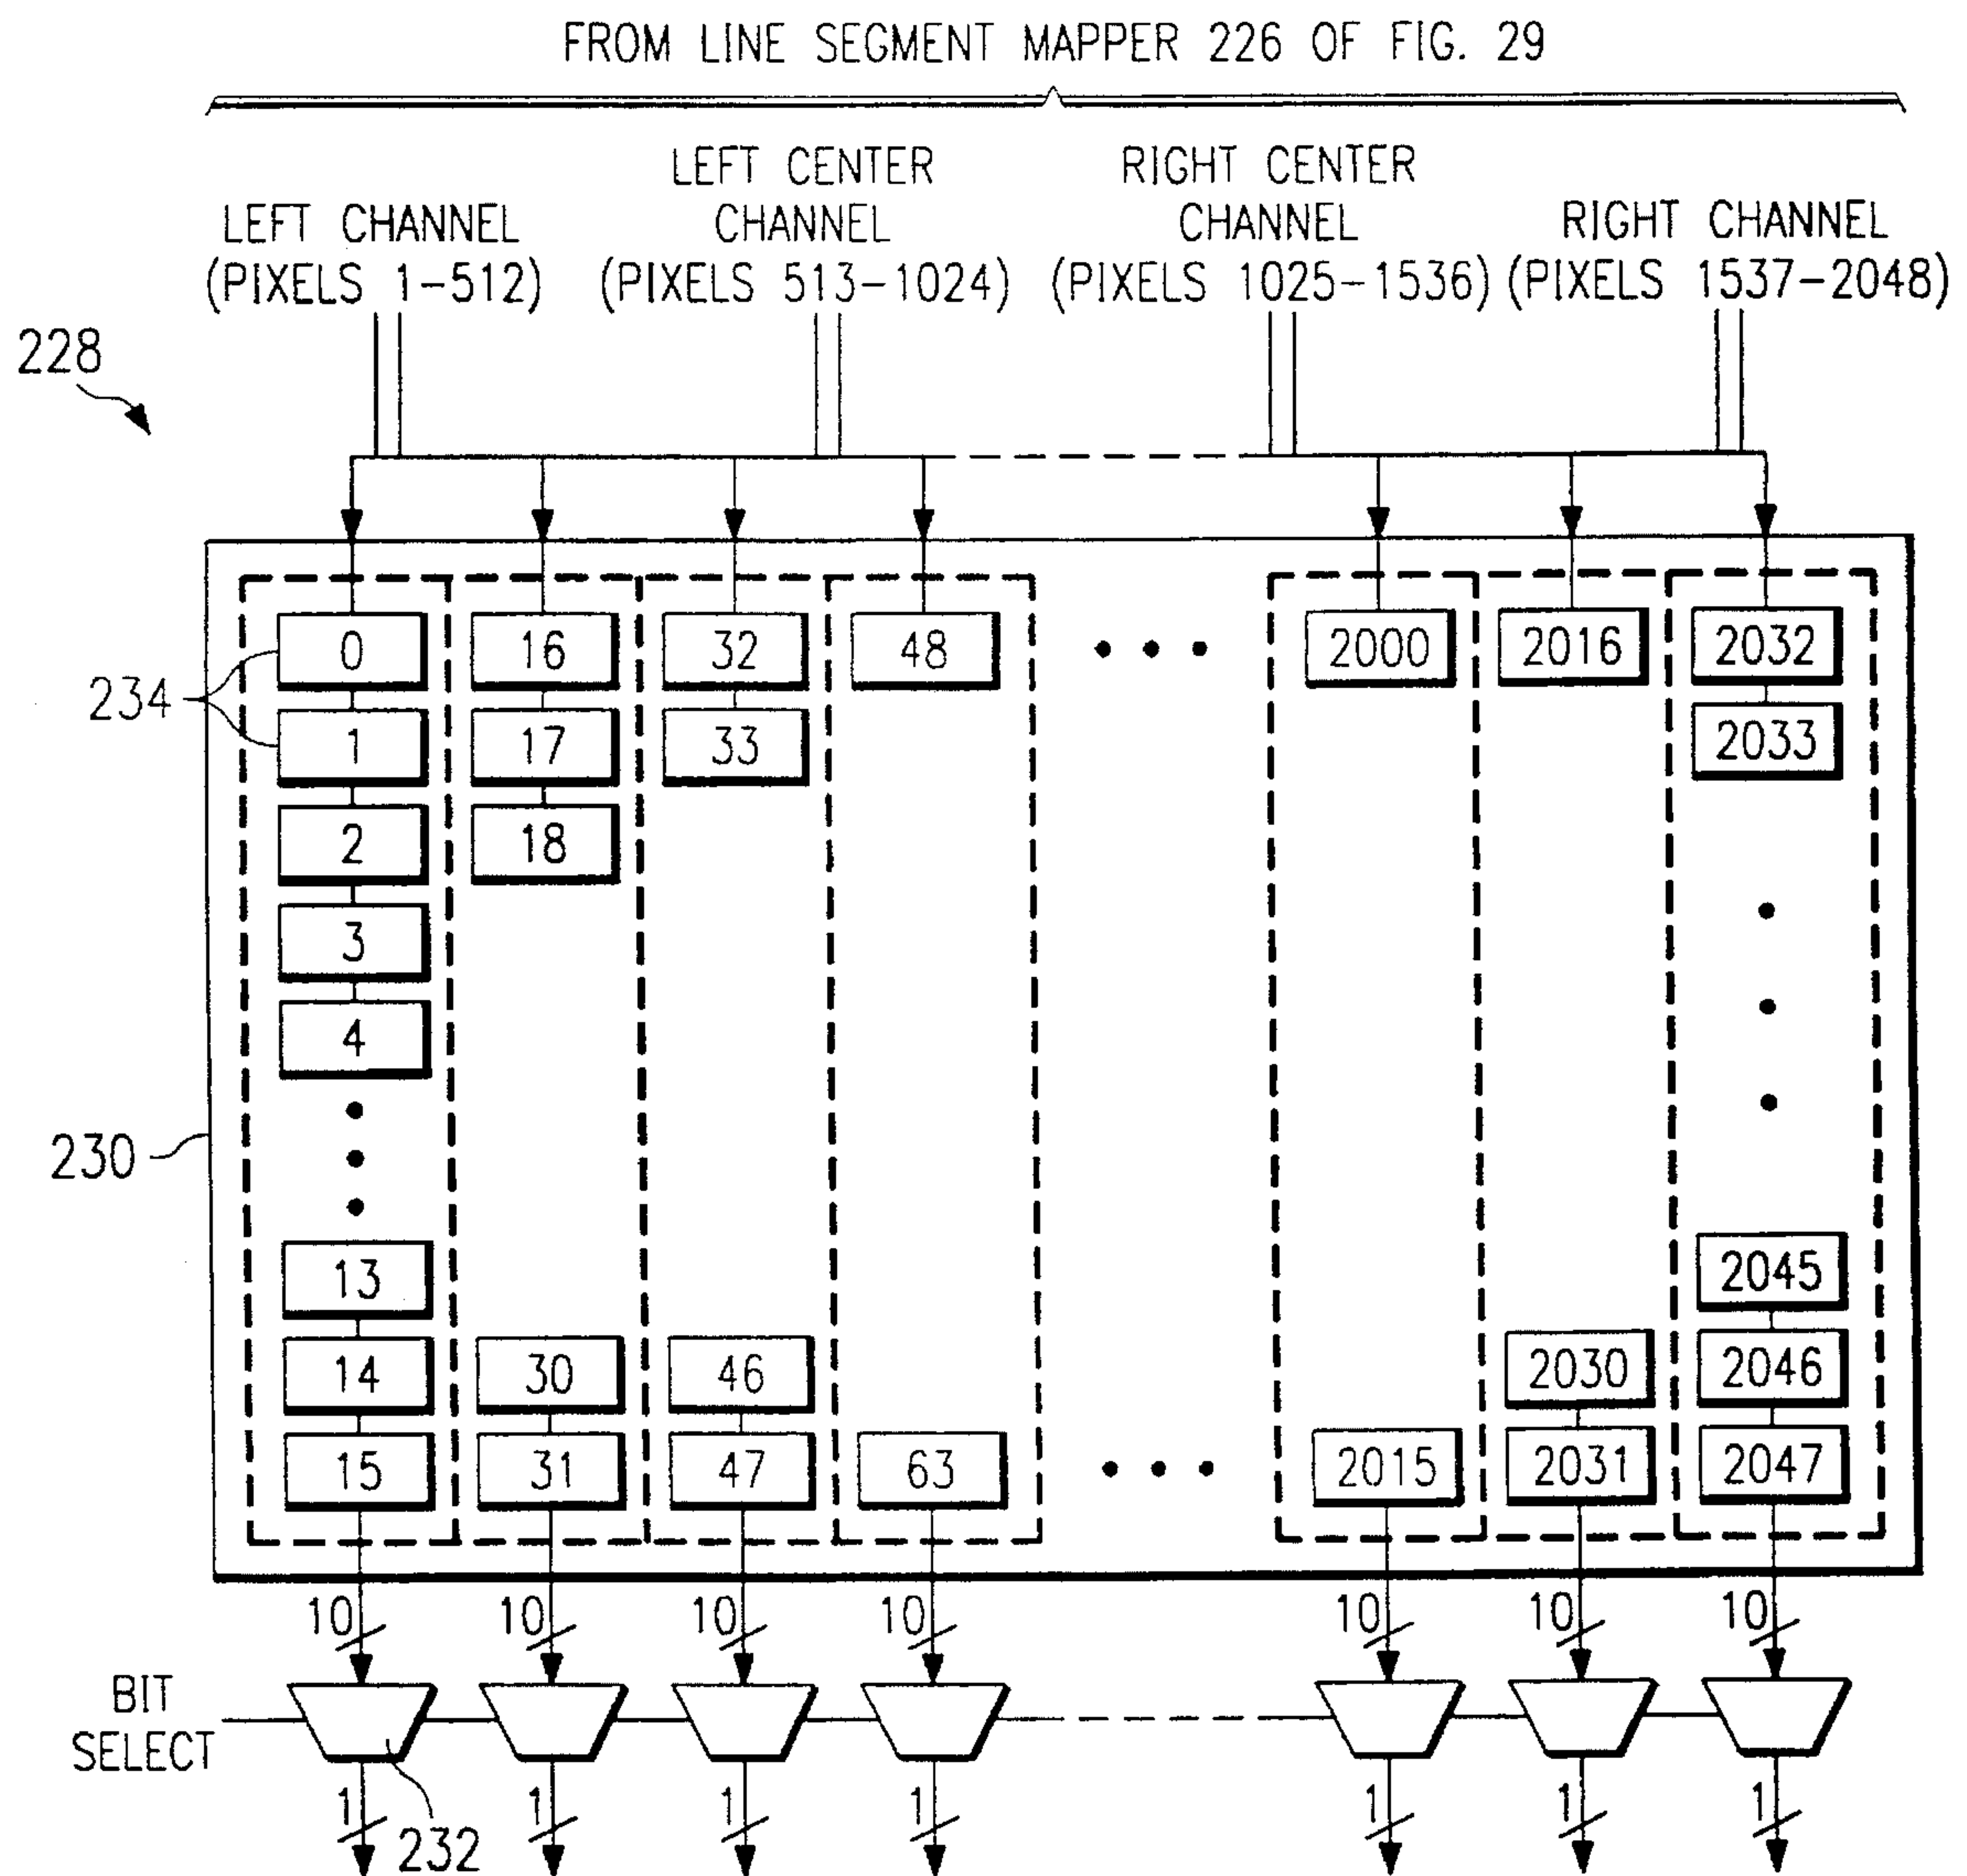 FROM LINE SEGMENT MAPPER 226 OF FIG. 29
LEFT CHANNEL
(PIXELS 1-512)
LEFT CENTER
CHANNEL
(PIXELS 513-1024)
RIGHT CENTER
CHANNEL
(PIXELS 1025-1536)
RIGHT CHANNEL
(PIXELS 1537-2048)
228
0 16 32 48 • • • 2000 2016 2032
234
1 17 33 2033
2 18
3
4
230
13 2045
14 30 46 2030 2046
15 31 47 63 • • • 2015 2031 2047
10 10 10 10 10 10 10
BIT
SELECT
1 1 1 1 1 1 1
232